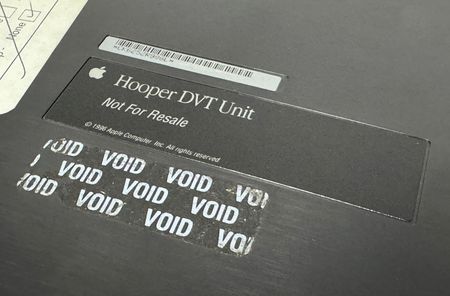 None
Hooper DVT Unit
Not For Resale
© 1996 Apple Computer, Inc. All rights reserved
VOID VOID VOID VOID
VOID VOID VOID
VOID VOID VOID VOID